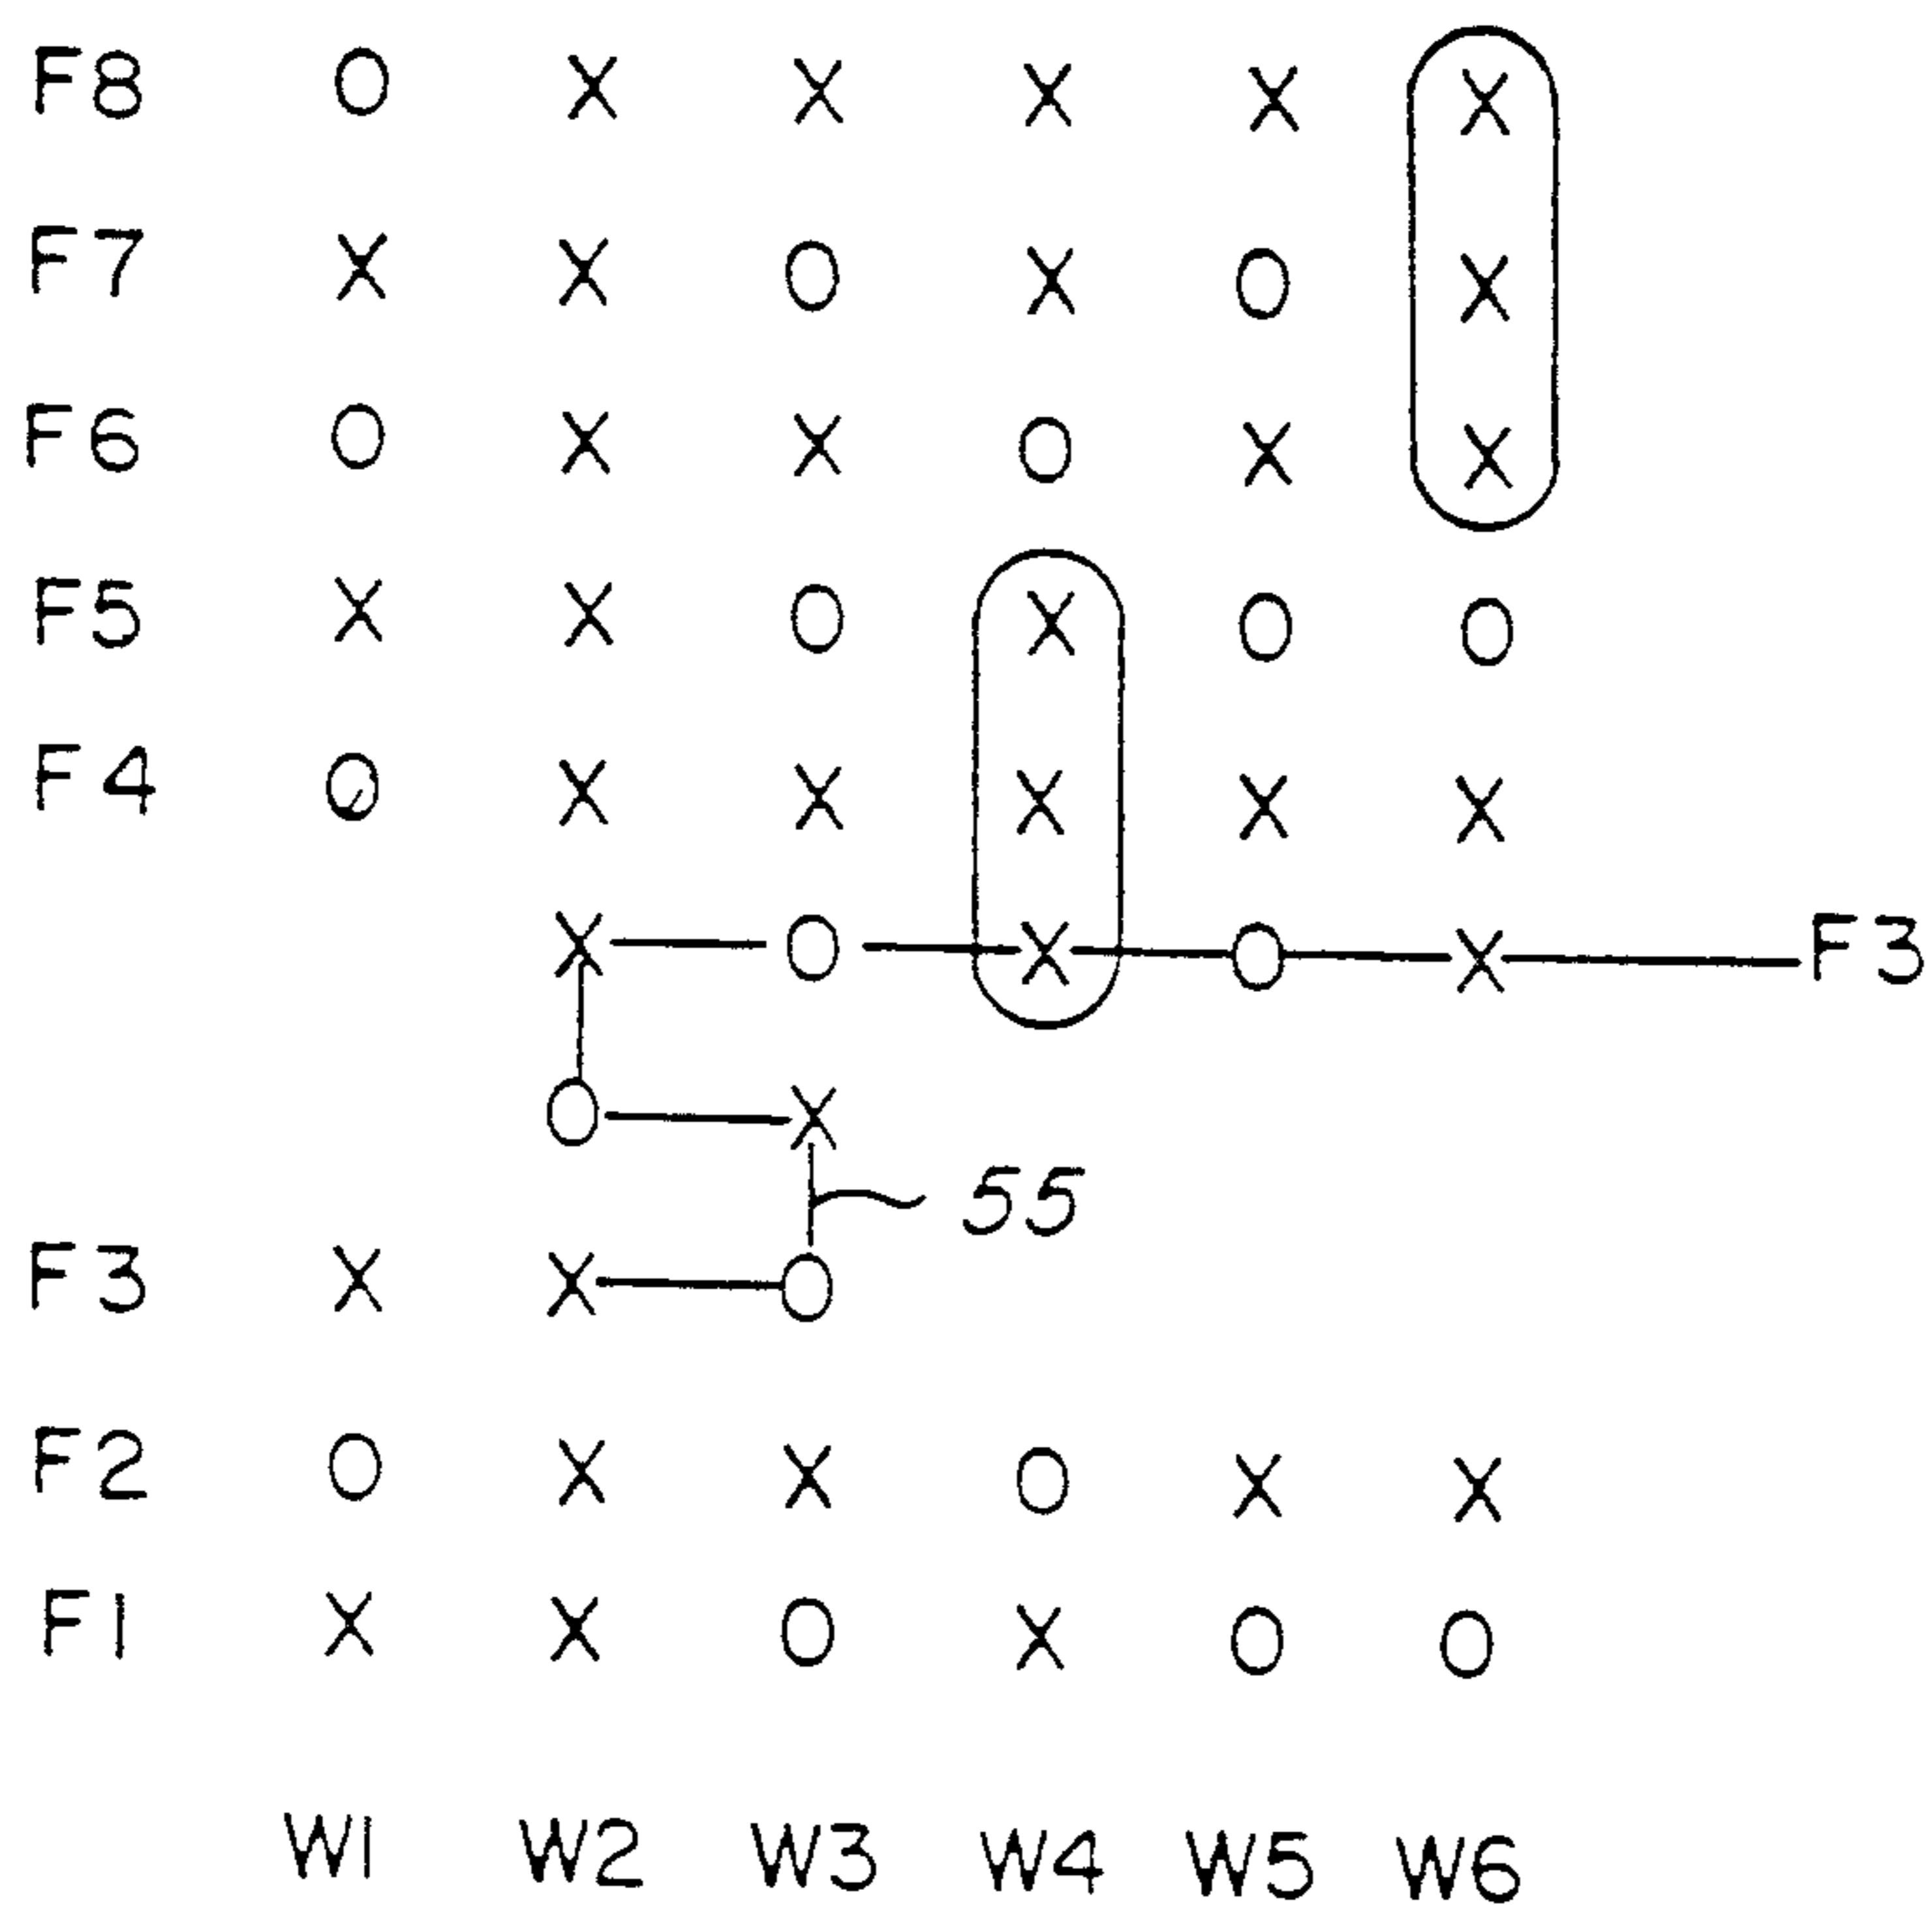 F8 O X X X X X
F7 X X O X O X
F6 O X X O X X
F5 X X O X O O
F4 O X X X X X
X O X O X F3
O X
55
F3 X X O
F2 O X X O X X
F1 X X O X O O
W1 W2 W3 W4 W5 W6